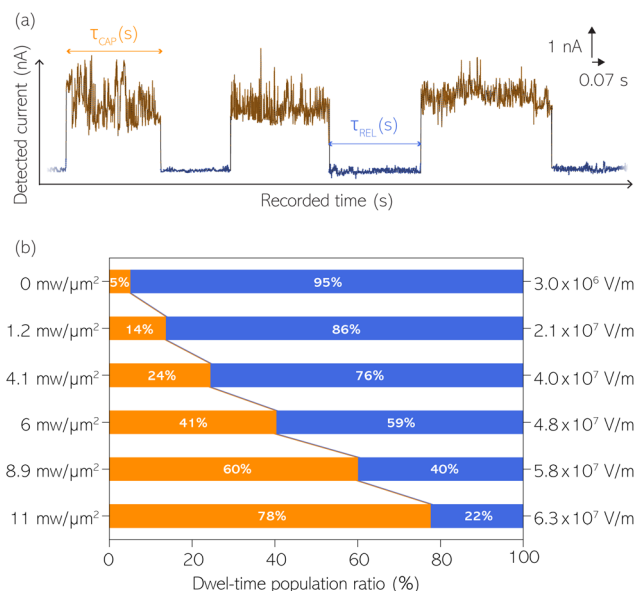 (a)
τCAP(s)
1 nA
0.07 s
Detected current (nA)
τREL(s)
Recorded time (s)
(b)
0 mw/µm² 5% 95% 3.0 x 10⁶ V/m
1.2 mw/µm² 14% 86% 2.1 x 10⁷ V/m
4.1 mw/µm² 24% 76% 4.0 x 10⁷ V/m
6 mw/µm² 41% 59% 4.8 x 10⁷ V/m
8.9 mw/µm² 60% 40% 5.8 x 10⁷ V/m
11 mw/µm² 78% 22% 6.3 x 10⁷ V/m
0 20 40 60 80 100
Dwel-time population ratio (%)